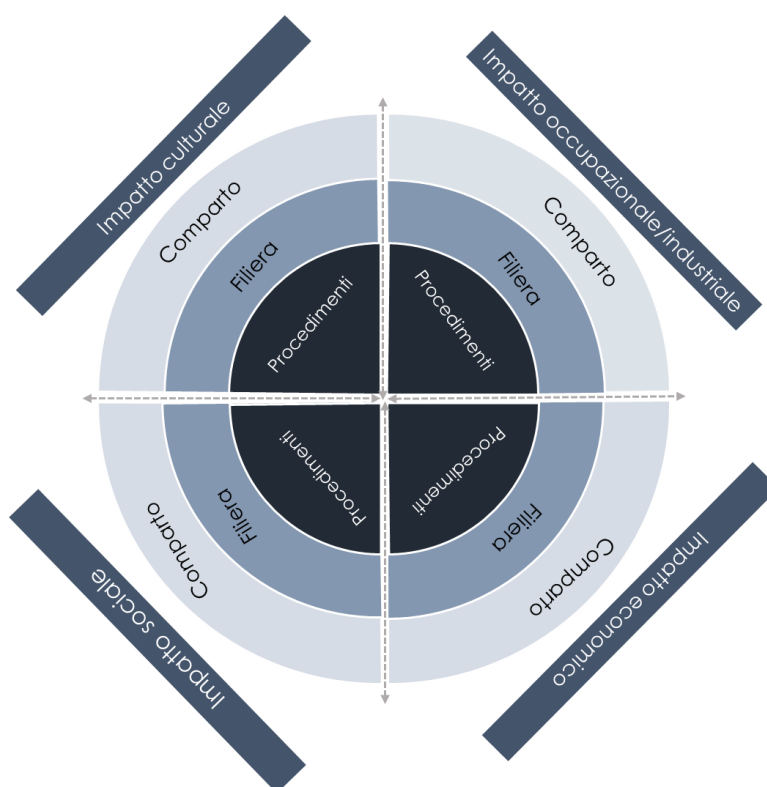 Impatto culturale
Impatto occupazionale/industriale
Comparto
Comparto
Filiera
Filiera
Procedimenti
Procedimenti
Procedimenti
Procedimenti
Filiera
Filiera
Comparto
Comparto
Impatto sociale
Impatto economico